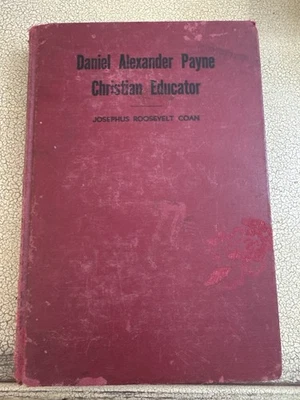 Daniel Alexander Payne
Christian Educator
JOSEPHUS ROOSEVELT COAN